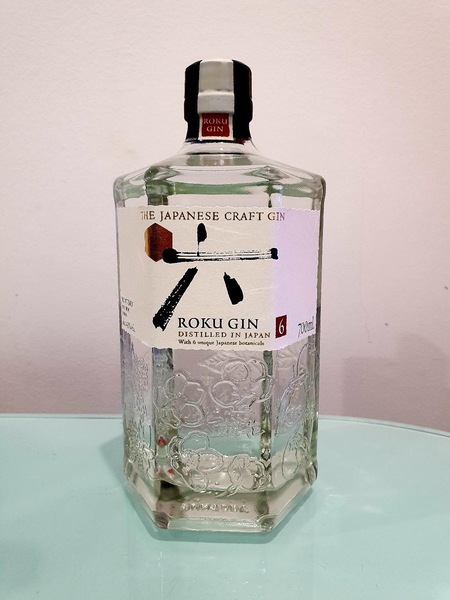 ROKU
GIN
THE JAPANESE CRAFT GIN
六
ROKU GIN
DISTILLED IN JAPAN
With 6 unique Japanese botanicals
6
700ml